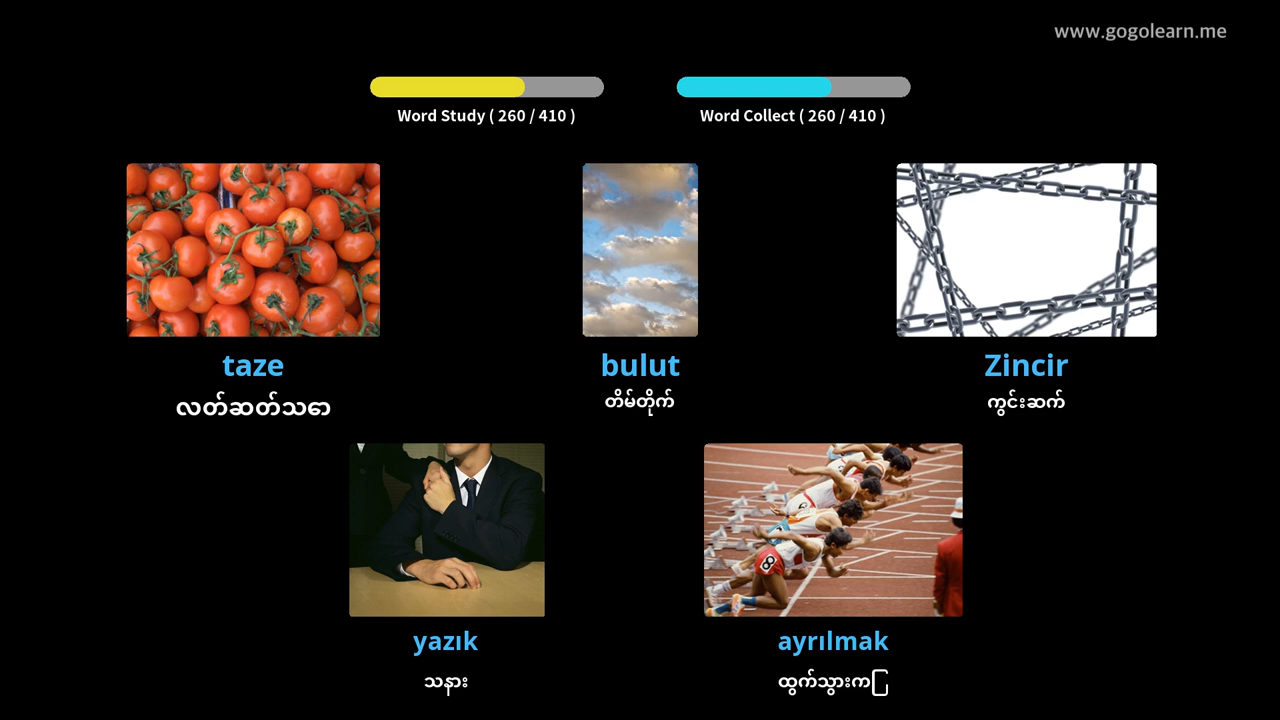 www.gogolearn.me
Word Study ( 260 / 410 )
Word Collect ( 260 / 410 )
taze
လတ်ဆတ်သော
bulut
တိမ်တိုက်
Zincir
ကွင်းဆက်
yazık
သနား
ayrılmak
ထွက်သွားကြ